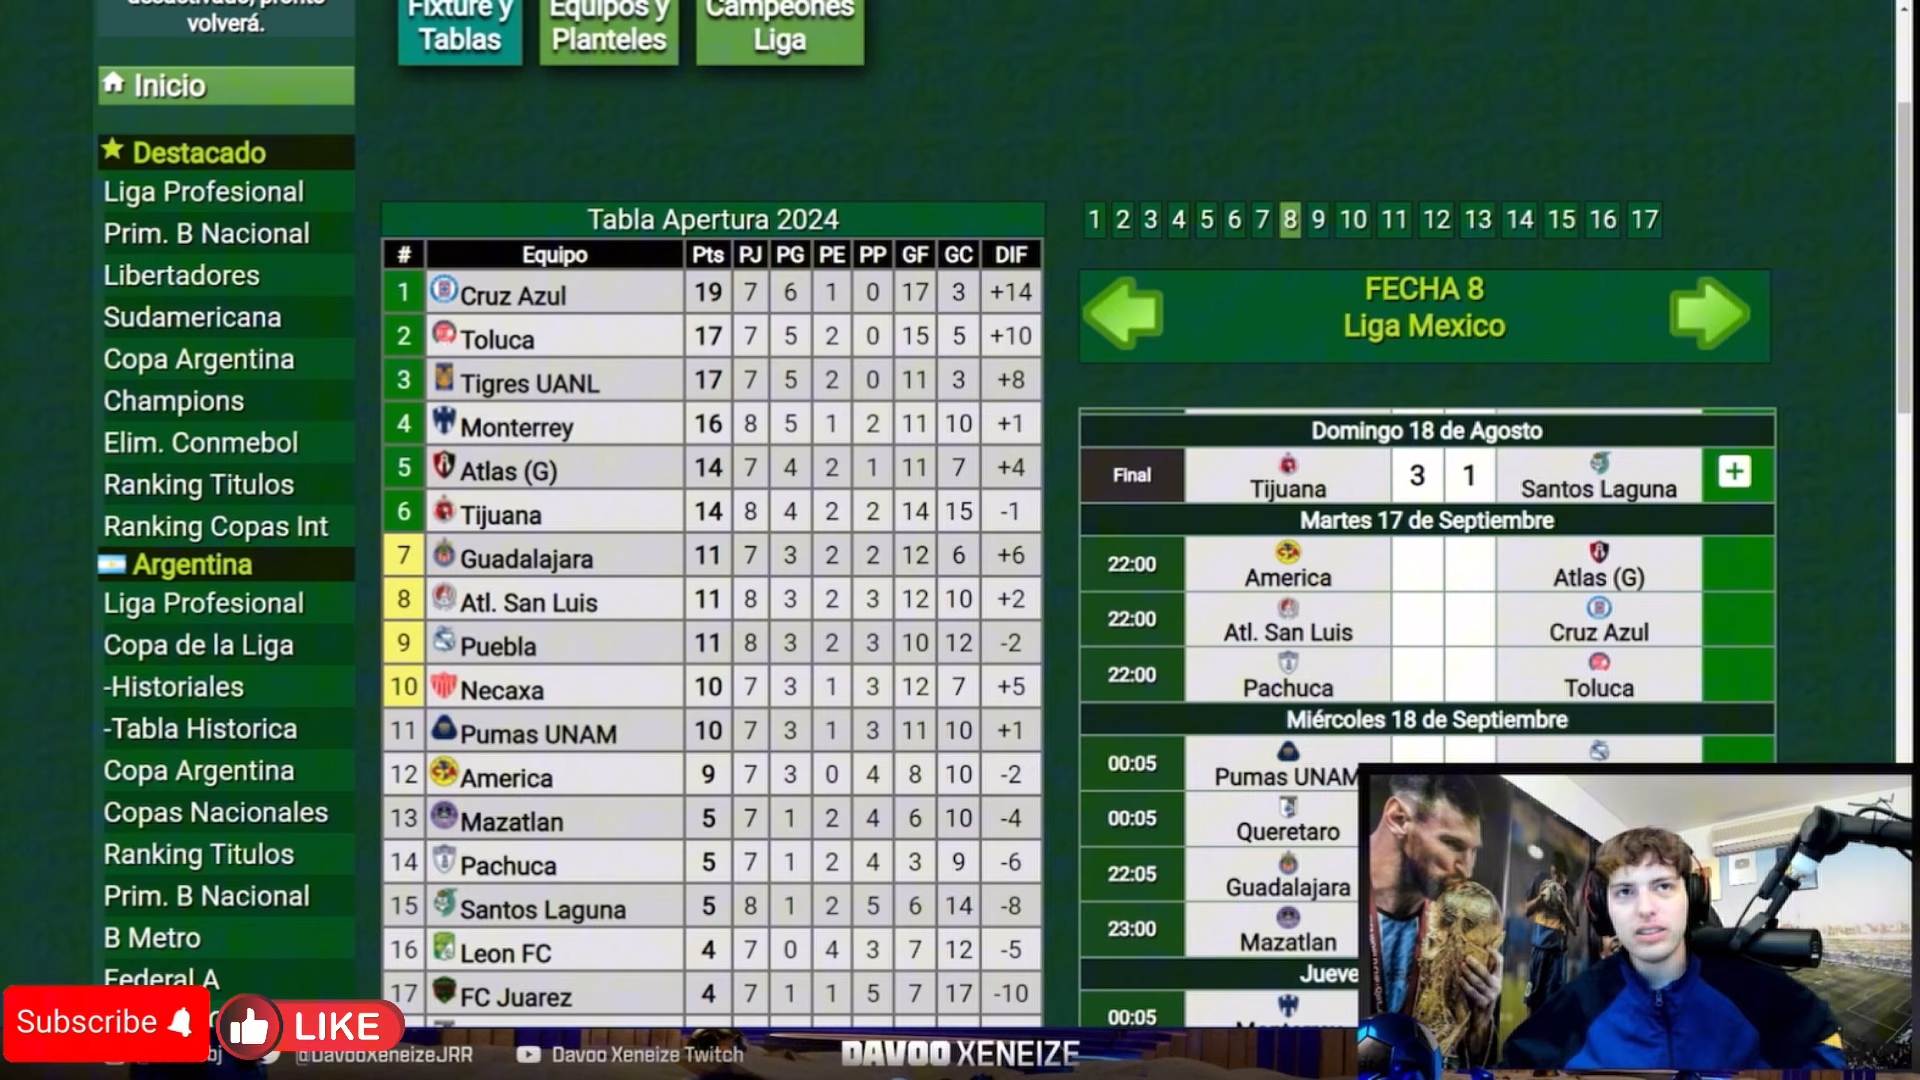 desactivado, pronto
volverá.
Fixture y
Tablas
Equipos y
Planteles
Campeones
Liga
Inicio
Destacado
Liga Profesional
Prim. B Nacional
Libertadores
Sudamericana
Copa Argentina
Champions
Elim. Conmebol
Ranking Titulos
Ranking Copas Int
Argentina
Liga Profesional
Copa de la Liga
-Historiales
-Tabla Historica
Copa Argentina
Copas Nacionales
Ranking Titulos
Prim. B Nacional
B Metro
Federal A
Tabla Apertura 2024
# Equipo Pts PJ PG PE PP GF GC DIF
1 Cruz Azul 19 7 6 1 0 17 3 +14
2 Toluca 17 7 5 2 0 15 5 +10
3 Tigres UANL 17 7 5 2 0 11 3 +8
4 Monterrey 16 8 5 1 2 11 10 +1
5 Atlas (G) 14 7 4 2 1 11 7 +4
6 Tijuana 14 8 4 2 2 14 15 -1
7 Guadalajara 11 7 3 2 2 12 6 +6
8 Atl. San Luis 11 8 3 2 3 12 10 +2
9 Puebla 11 8 3 2 3 10 12 -2
10 Necaxa 10 7 3 1 3 12 7 +5
11 Pumas UNAM 10 7 3 1 3 11 10 +1
12 America 9 7 3 0 4 8 10 -2
13 Mazatlan 5 7 1 2 4 6 10 -4
14 Pachuca 5 7 1 2 4 3 9 -6
15 Santos Laguna 5 8 1 2 5 6 14 -8
16 Leon FC 4 7 0 4 3 7 12 -5
17 FC Juarez 4 7 1 1 5 7 17 -10
1 2 3 4 5 6 7 8 9 10 11 12 13 14 15 16 17
FECHA 8
Liga Mexico
Domingo 18 de Agosto
Final Tijuana 3 1 Santos Laguna +
Martes 17 de Septiembre
22:00 America Atlas (G)
22:00 Atl. San Luis Cruz Azul
22:00 Pachuca Toluca
Miércoles 18 de Septiembre
00:05 Pumas UNAM
00:05 Queretaro
22:05 Guadalajara
23:00 Mazatlan
Jueve
00:05 Monterrey
Subscribe
LIKE
@DavooXeneizeJRR
Davoo Xeneize Twitch
DAVOO XENEIZE